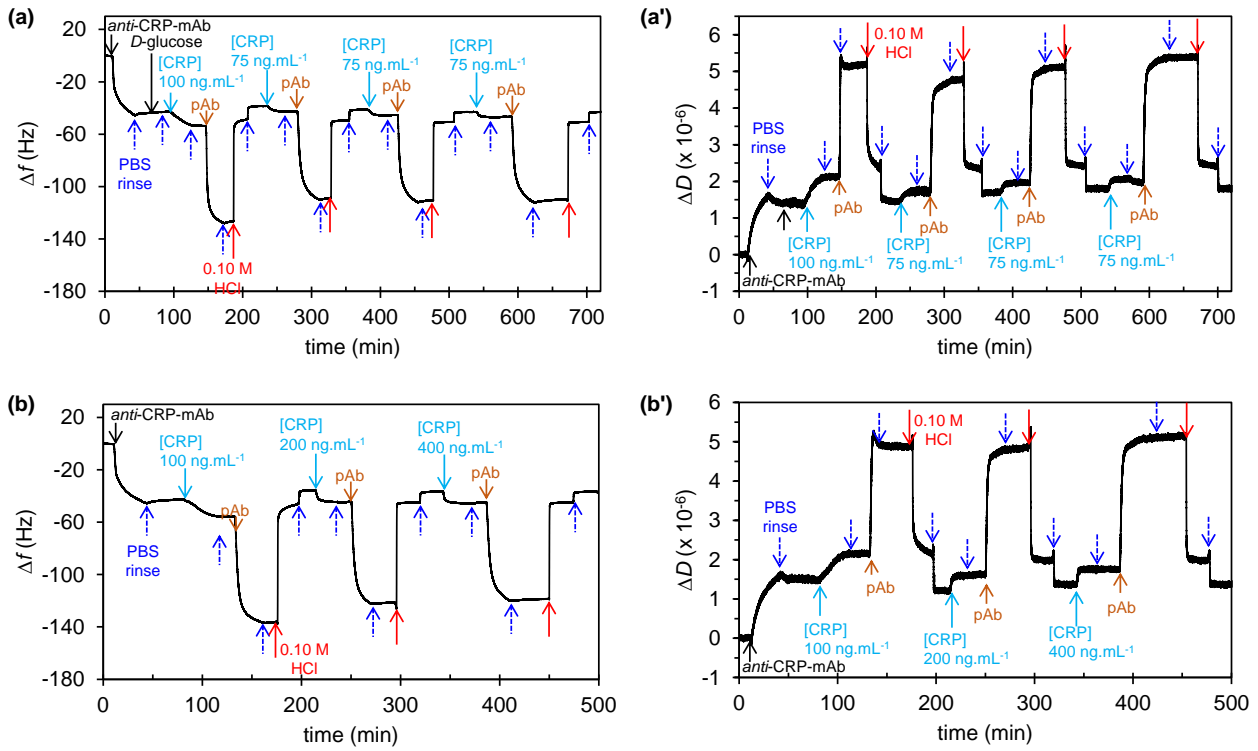 (a)
20
-20
-60
-100
-140
-180
Δf (Hz)
anti-CRP-mAb
D-glucose
[CRP]
100 ng.mL⁻¹
pAb
[CRP]
75 ng.mL⁻¹
pAb
[CRP]
75 ng.mL⁻¹
pAb
[CRP]
75 ng.mL⁻¹
pAb
PBS
rinse
0.10 M
HCl
0 100 200 300 400 500 600 700
time (min)
(a')
6
5
4
3
2
1
0
-1
ΔD (x 10⁻⁶)
0.10 M
HCl
PBS
rinse
pAb
pAb
pAb
pAb
[CRP]
100 ng.mL⁻¹
[CRP]
75 ng.mL⁻¹
[CRP]
75 ng.mL⁻¹
[CRP]
75 ng.mL⁻¹
anti-CRP-mAb
0 100 200 300 400 500 600 700
time (min)
(b)
20
-20
-60
-100
-140
-180
Δf (Hz)
anti-CRP-mAb
[CRP]
100 ng.mL⁻¹
pAb
[CRP]
200 ng.mL⁻¹
pAb
[CRP]
400 ng.mL⁻¹
pAb
PBS
rinse
0.10 M
HCl
0 100 200 300 400 500
time (min)
(b')
6
5
4
3
2
1
0
-1
ΔD (x 10⁻⁶)
0.10 M
HCl
PBS
rinse
pAb
pAb
pAb
[CRP]
100 ng.mL⁻¹
[CRP]
200 ng.mL⁻¹
[CRP]
400 ng.mL⁻¹
anti-CRP-mAb
0 100 200 300 400 500
time (min)